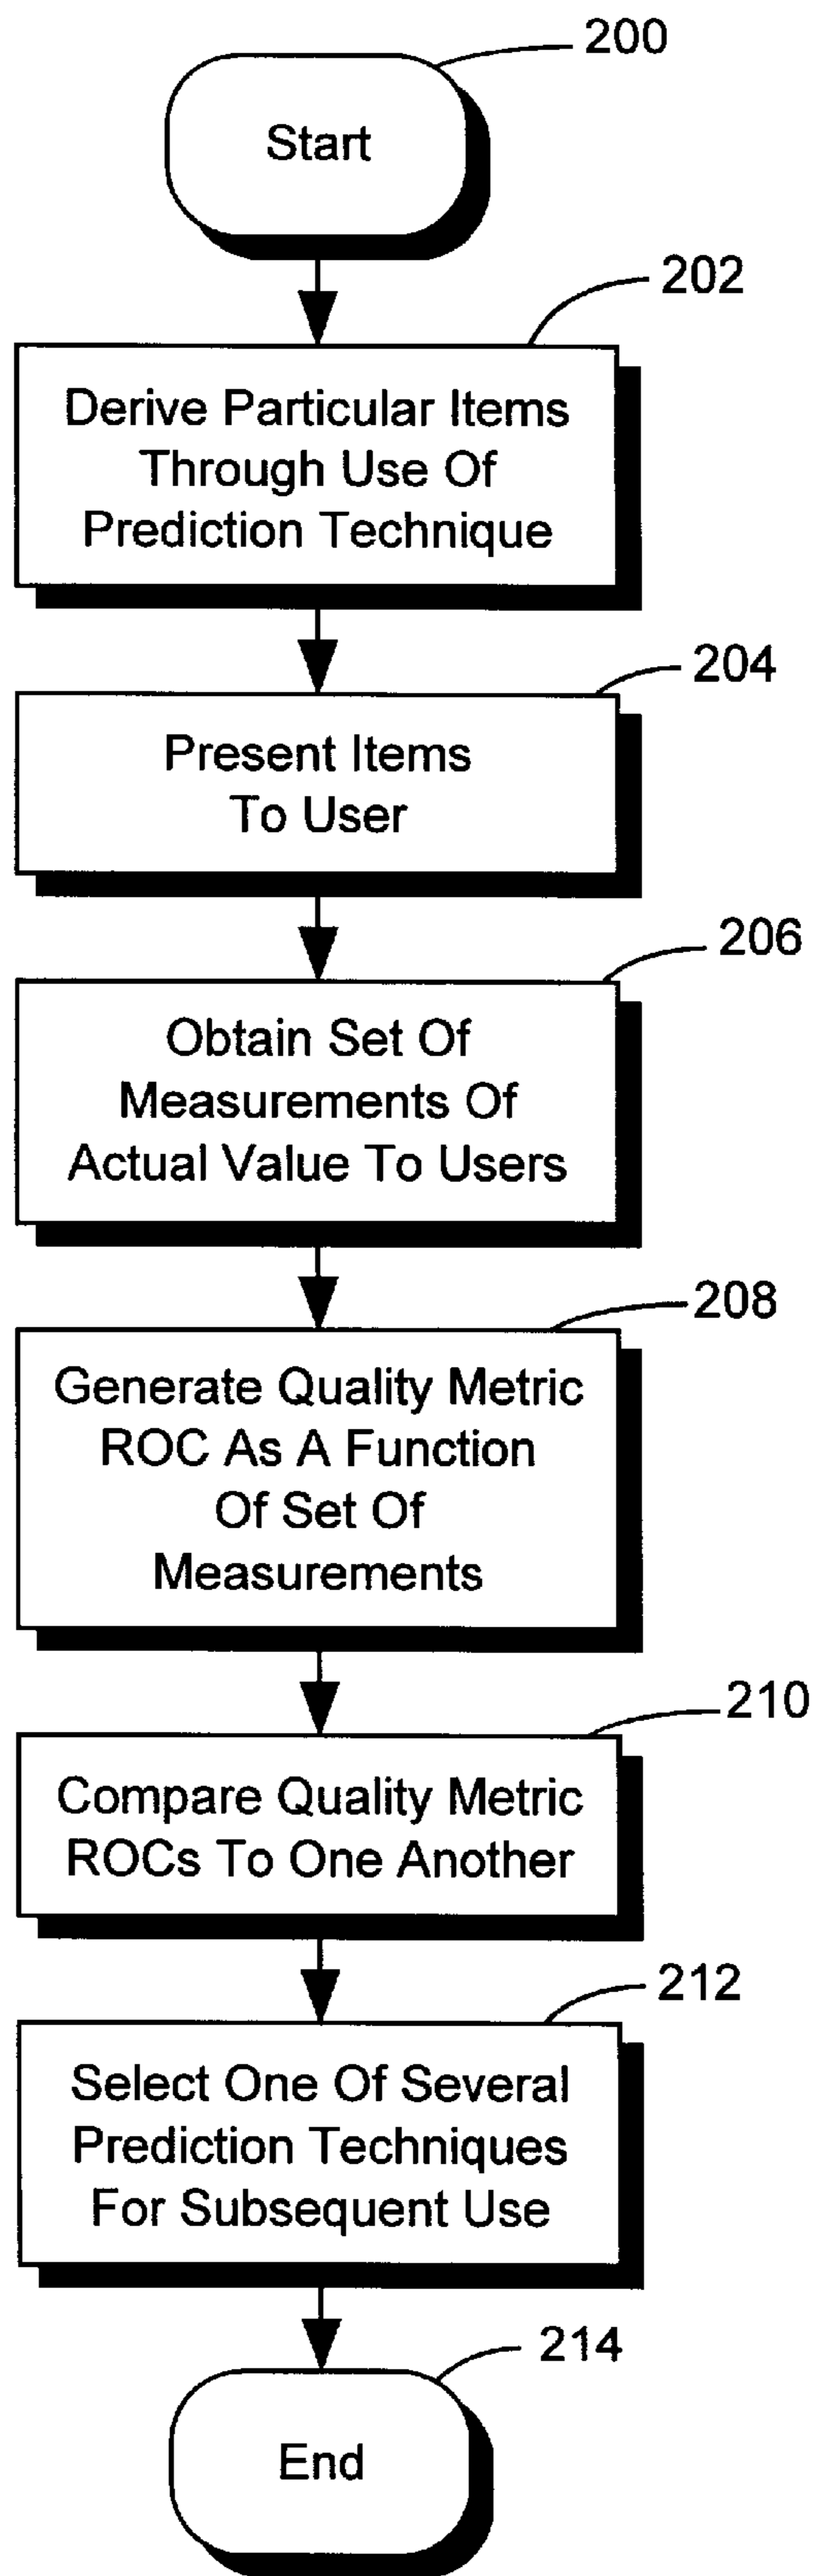 200
Start
202
Derive Particular Items
Through Use Of
Prediction Technique
204
Present Items
To User
206
Obtain Set Of
Measurements Of
Actual Value To Users
208
Generate Quality Metric
ROC As A Function
Of Set Of
Measurements
210
Compare Quality Metric
ROCs To One Another
212
Select One Of Several
Prediction Techniques
For Subsequent Use
214
End